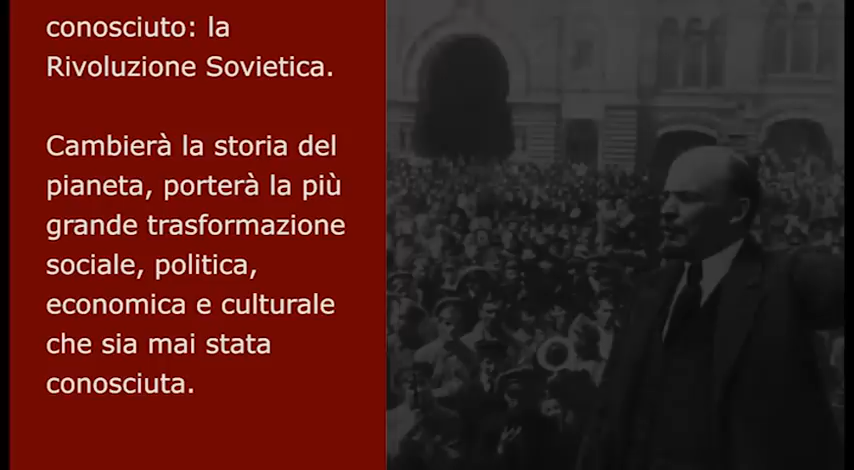 conosciuto: la
Rivoluzione Sovietica.
Cambierà la storia del
pianeta, porterà la più
grande trasformazione
sociale, politica,
economica e culturale
che sia mai stata
conosciuta.